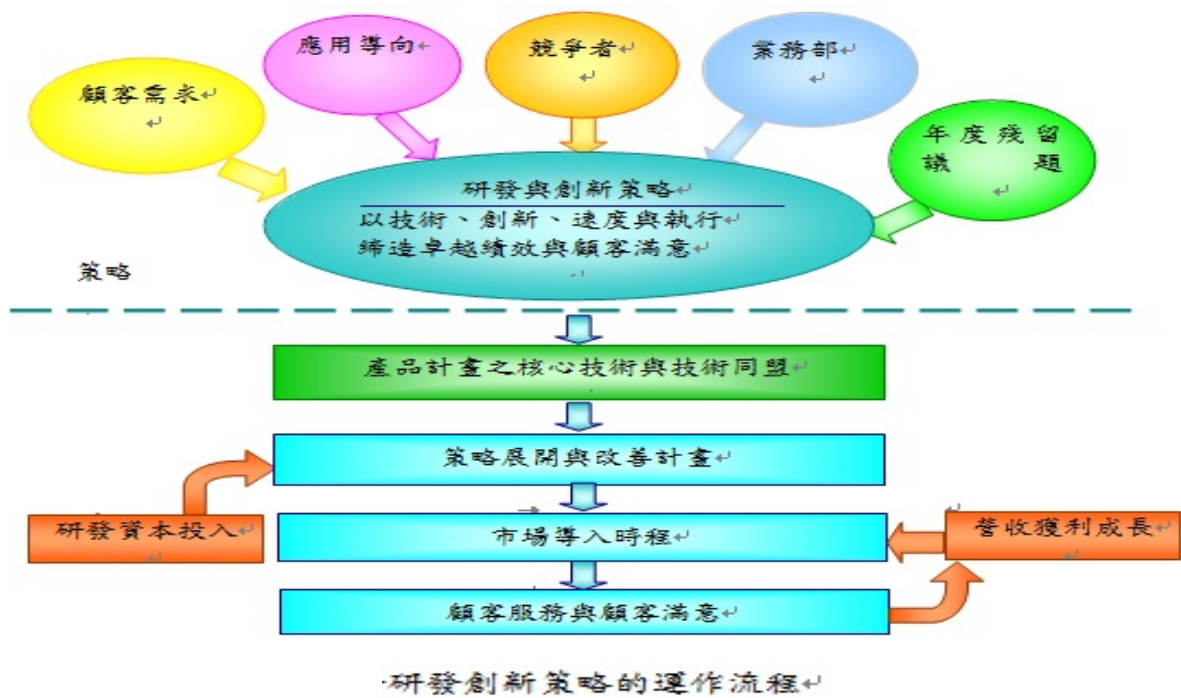 顧客需求
應用導向
競爭者
業務部
年度殘留
議題
研發與創新策略
以技術、創新、速度與執行
締造卓越績效與顧客滿意
策略
產品計畫之核心技術與技術同盟
策略展開與改善計畫
研發資本投入
市場導入時程
營收獲利成長
顧客服務與顧客滿意
研發創新策略的運作流程